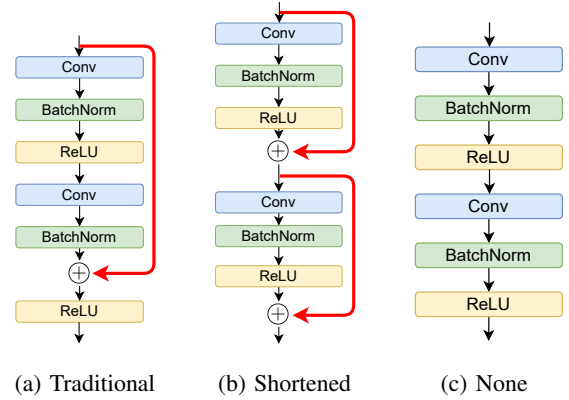 Conv
BatchNorm
ReLU
Conv
BatchNorm
ReLU
(a) Traditional
Conv
BatchNorm
ReLU
Conv
BatchNorm
ReLU
(b) Shortened
Conv
BatchNorm
ReLU
Conv
BatchNorm
ReLU
(c) None